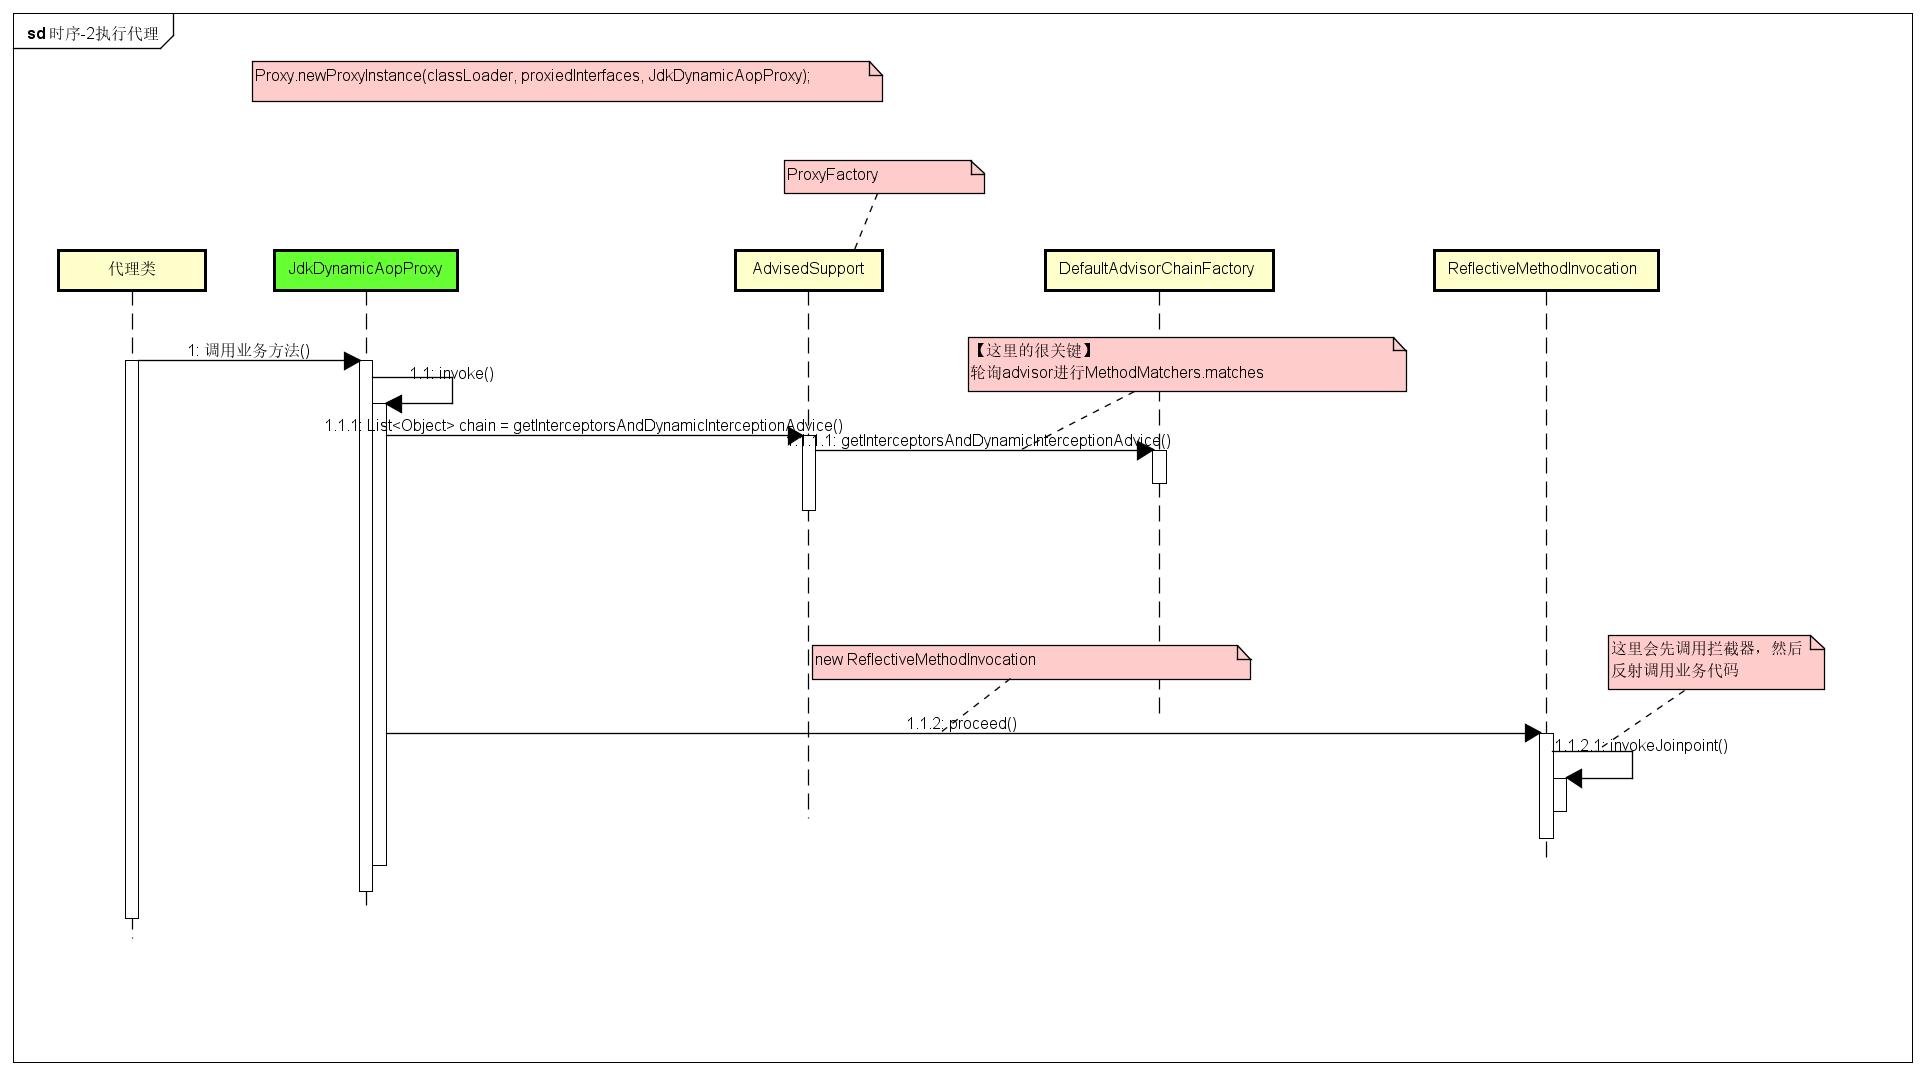 sd 时序-2执行代理
Proxy.newProxyInstance(classLoader, proxiedInterfaces, JdkDynamicAopProxy);
ProxyFactory
代理类
JdkDynamicAopProxy
AdvisedSupport
DefaultAdvisorChainFactory
ReflectiveMethodInvocation
【这里的很关键】
轮询advisor进行MethodMatchers.matches
1: 调用业务方法()
1.1: invoke()
1.1.1: List<Object> chain = getInterceptorsAndDynamicInterceptionAdvice()
1.1.1.1: getInterceptorsAndDynamicInterceptionAdvice()
new ReflectiveMethodInvocation
这里会先调用拦截器，然后
反射调用业务代码
1.1.2: proceed()
1.1.2.1: invokeJoinpoint()